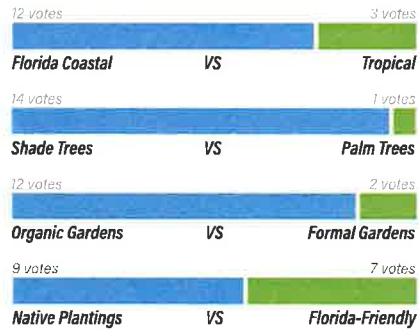 12 votes 3 votes
Florida Coastal VS Tropical
14 votes 1 votes
Shade Trees VS Palm Trees
12 votes 2 votes
Organic Gardens VS Formal Gardens
9 votes 7 votes
Native Plantings VS Florida-Friendly